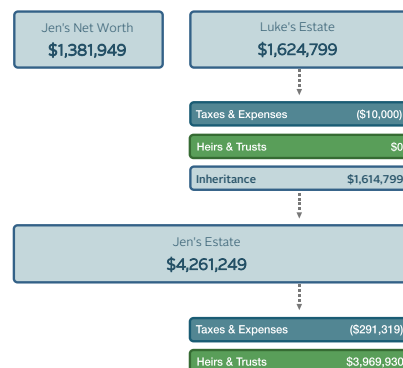 Jen's Net Worth
$1,381,949
Luke's Estate
$1,624,799
Taxes & Expenses ($10,000)
Heirs & Trusts $0
Inheritance $1,614,799
Jen's Estate
$4,261,249
Taxes & Expenses ($291,319)
Heirs & Trusts $3,969,930